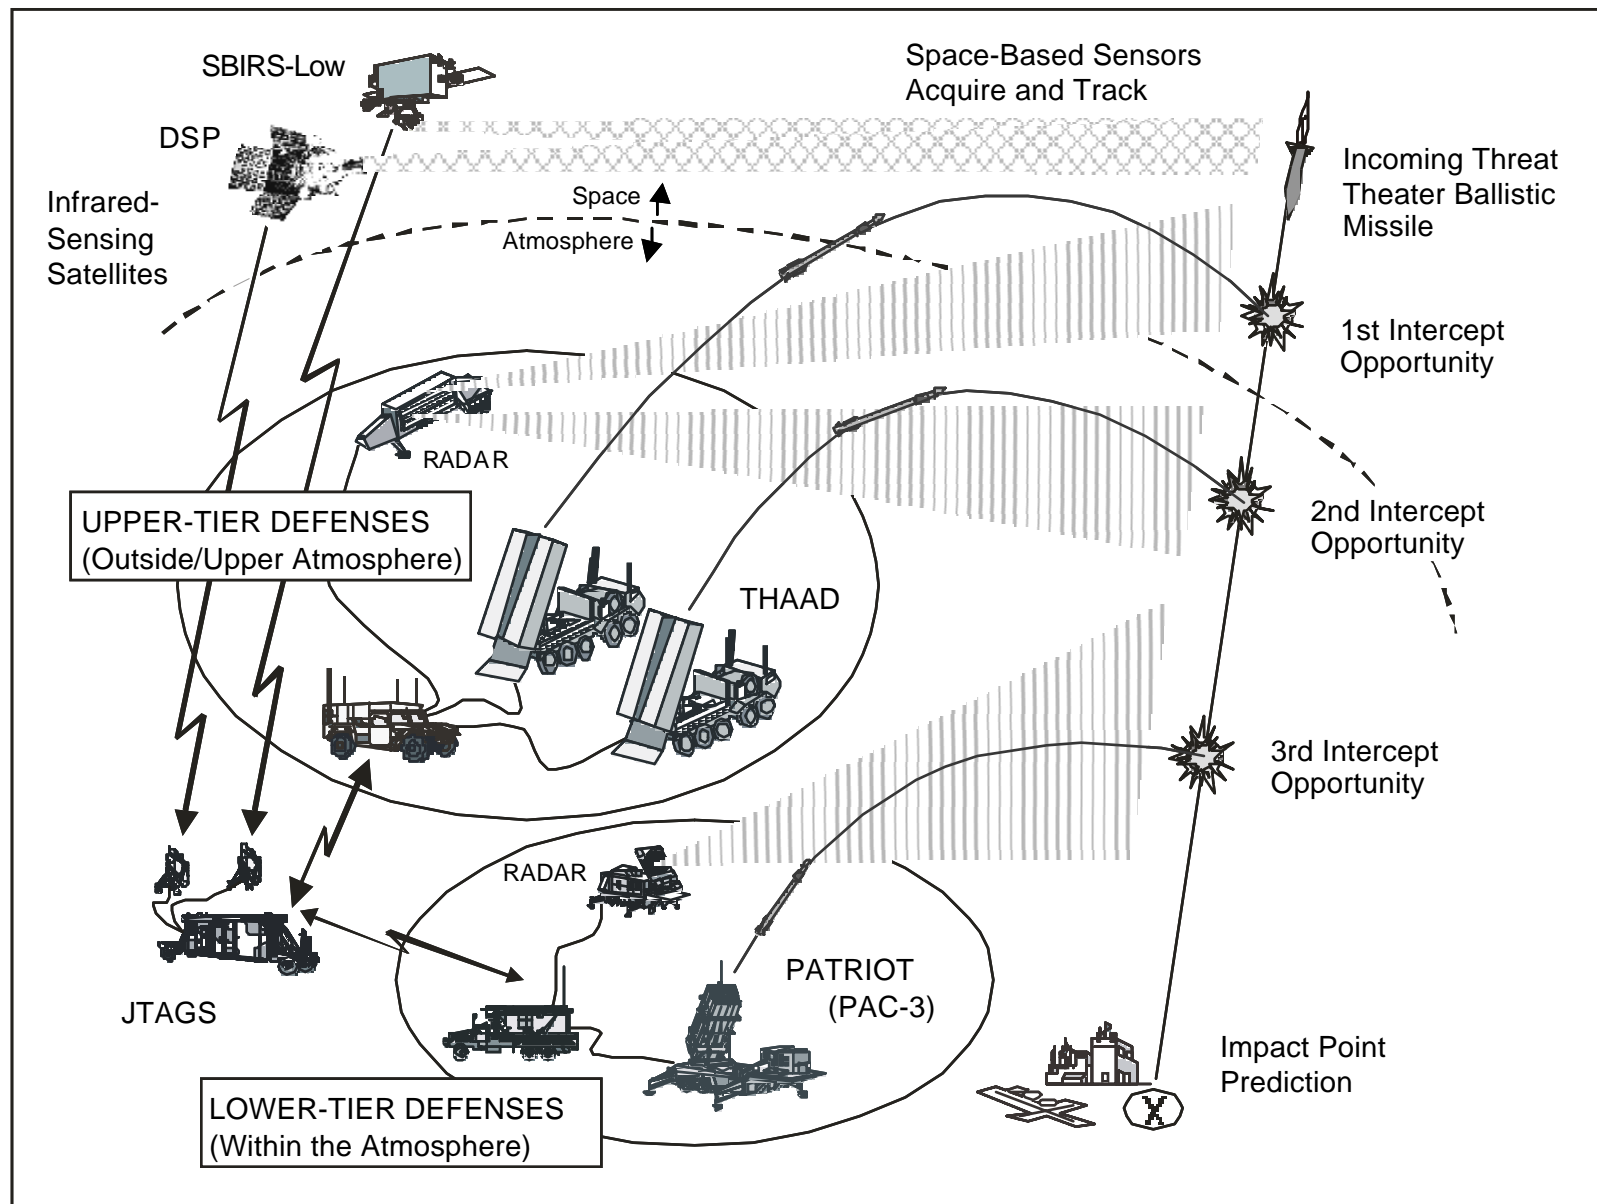 SBIRS-Low
Space-Based Sensors
Acquire and Track
DSP
Incoming Threat
Theater Ballistic
Missile
Infrared-
Sensing
Satellites
Space
Atmosphere
1st Intercept
Opportunity
RADAR
UPPER-TIER DEFENSES
(Outside/Upper Atmosphere)
2nd Intercept
Opportunity
THAAD
3rd Intercept
Opportunity
RADAR
JTAGS
PATRIOT
(PAC-3)
Impact Point
Prediction
LOWER-TIER DEFENSES
(Within the Atmosphere)
X